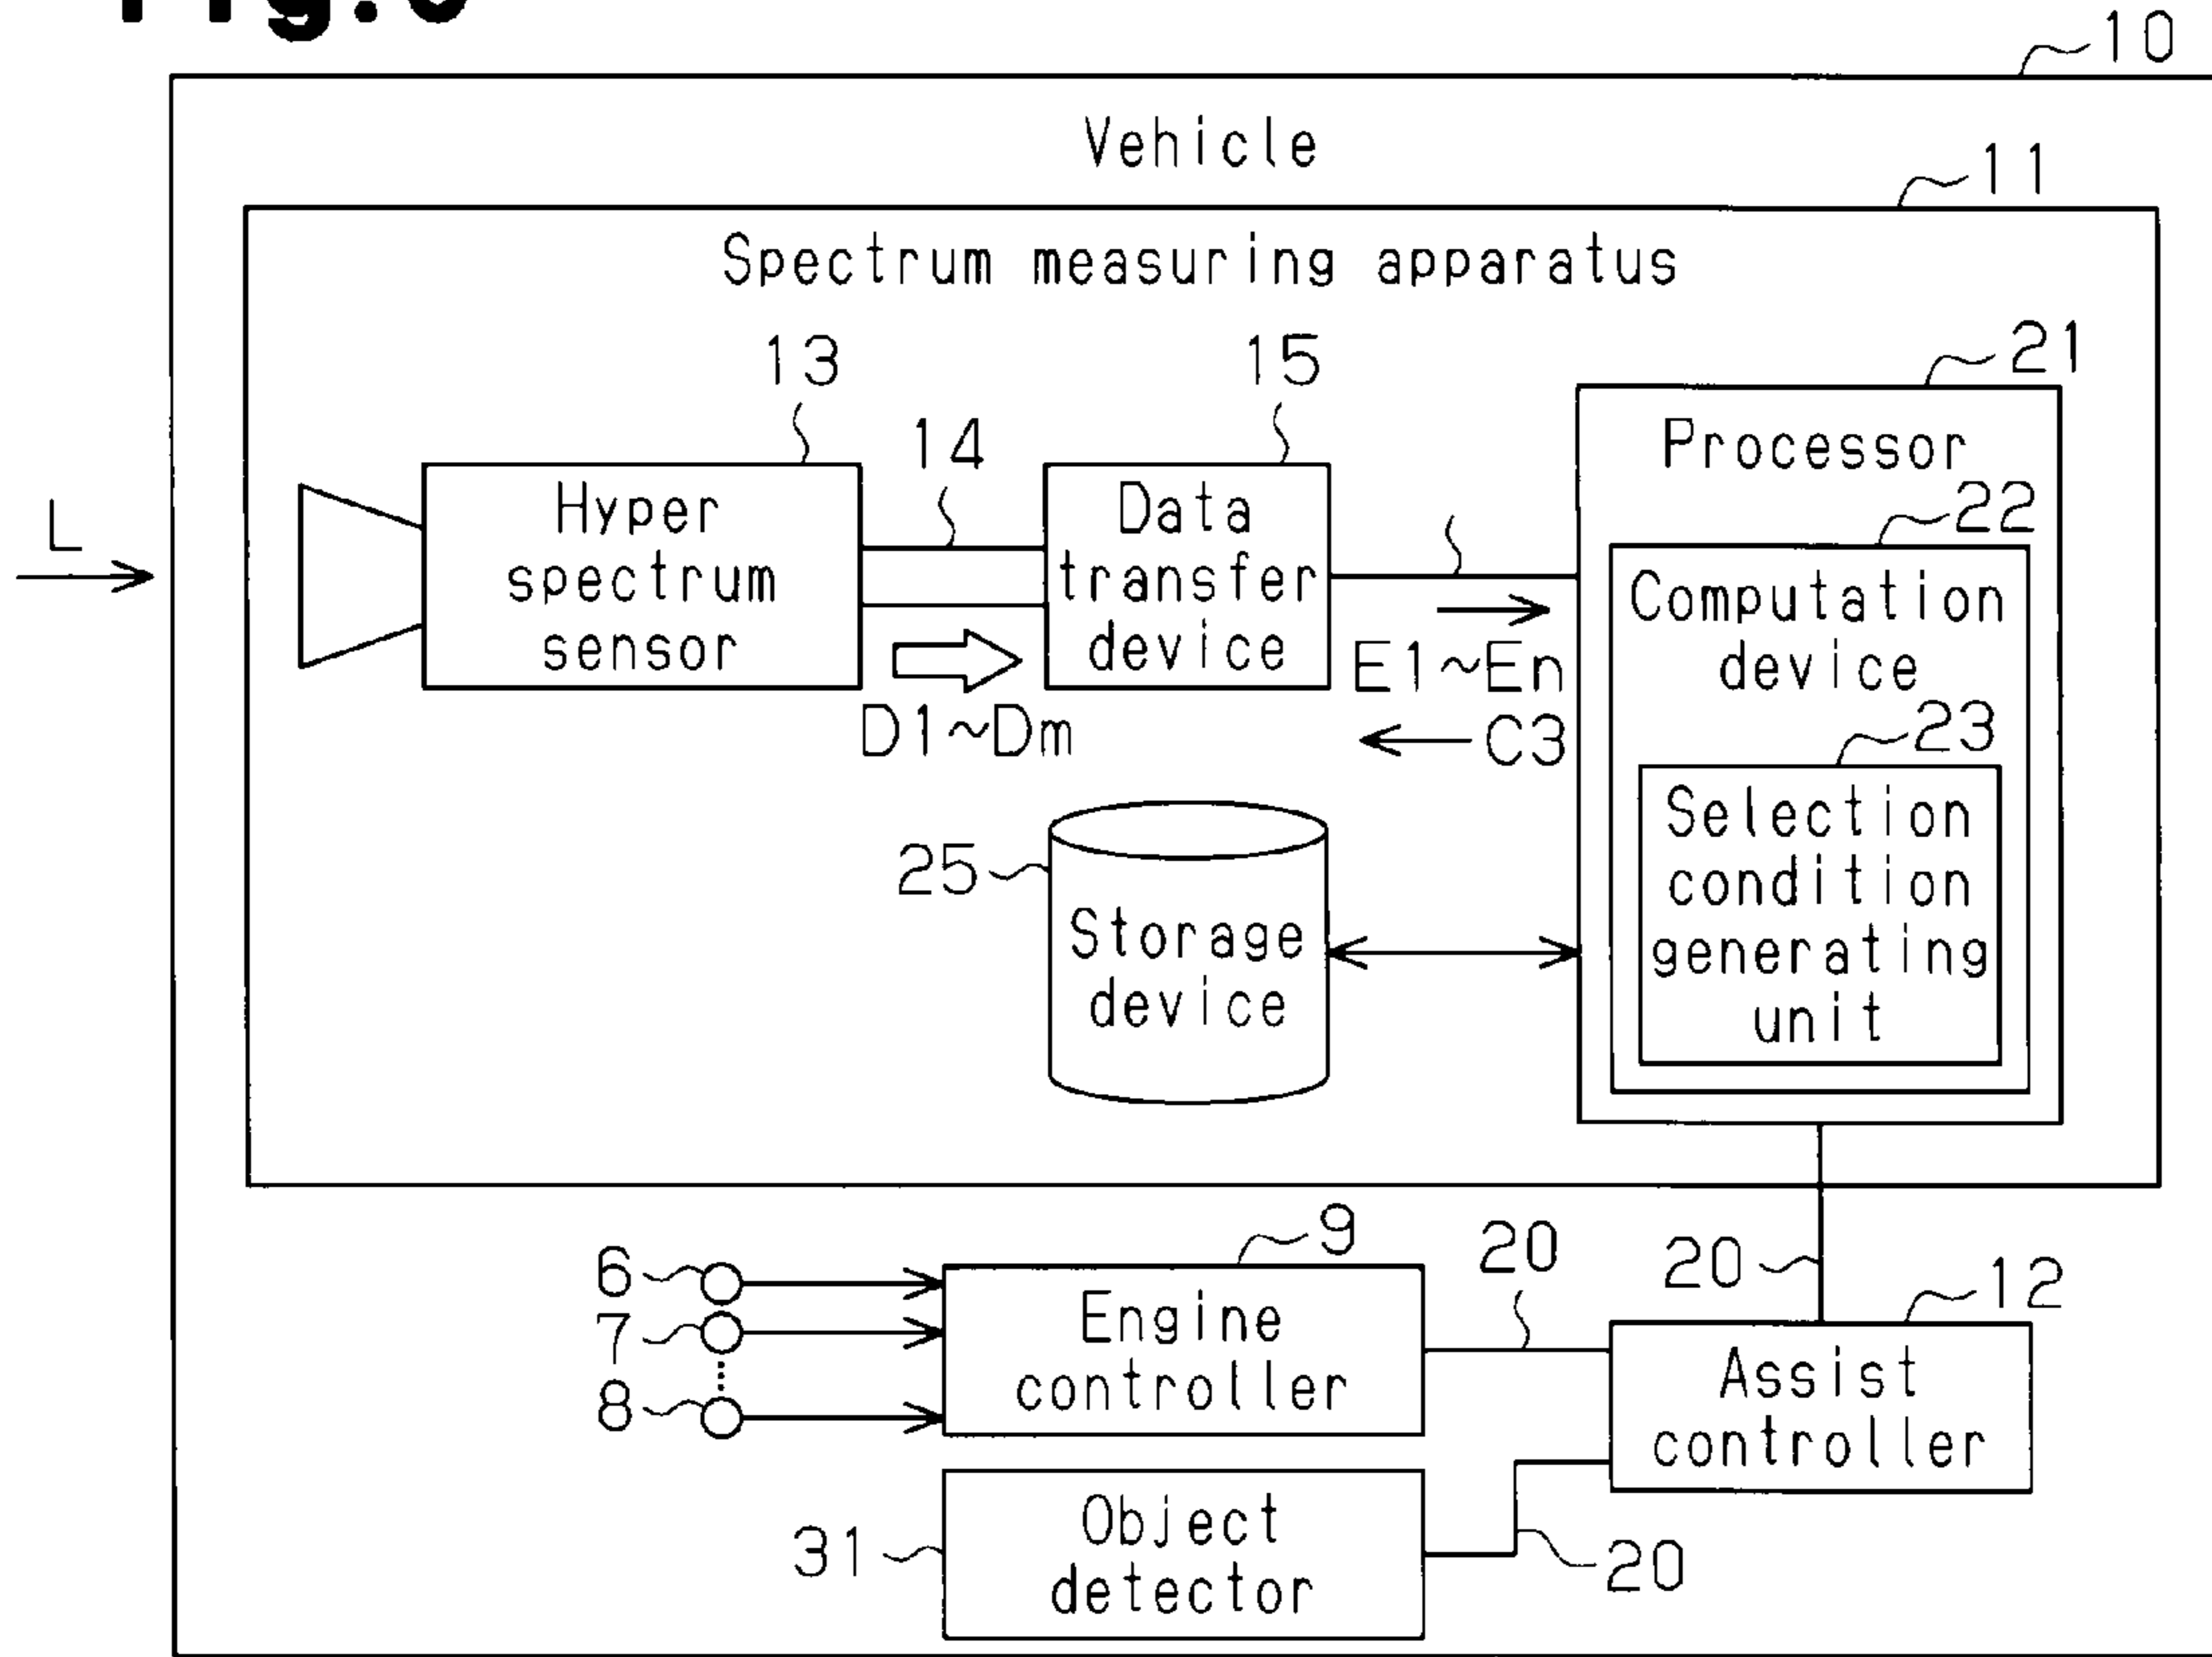 Fig.
10
Vehicle
11
Spectrum measuring apparatus
13
15
21
14
Processor
L
Hyper
spectrum
sensor
Data
transfer
device
22
Computation
device
E1~En
D1~Dm
C3
23
Selection
condition
generating
unit
25
Storage
device
9
20
20
12
6
7
8
Engine
controller
Assist
controller
31
Object
detector
20